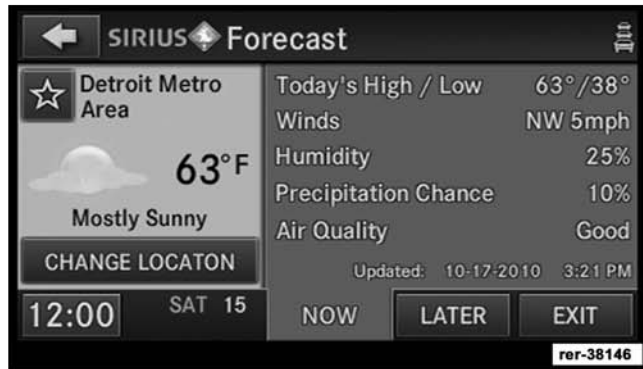 SIRIUS Forecast
Detroit Metro
Area
63°F
Mostly Sunny
CHANGE LOCATON
Today's High / Low 63°/38°
Winds NW 5mph
Humidity 25%
Precipitation Chance 10%
Air Quality Good
Updated: 10-17-2010 3:21 PM
12:00 SAT 15 NOW LATER EXIT
rer-38146